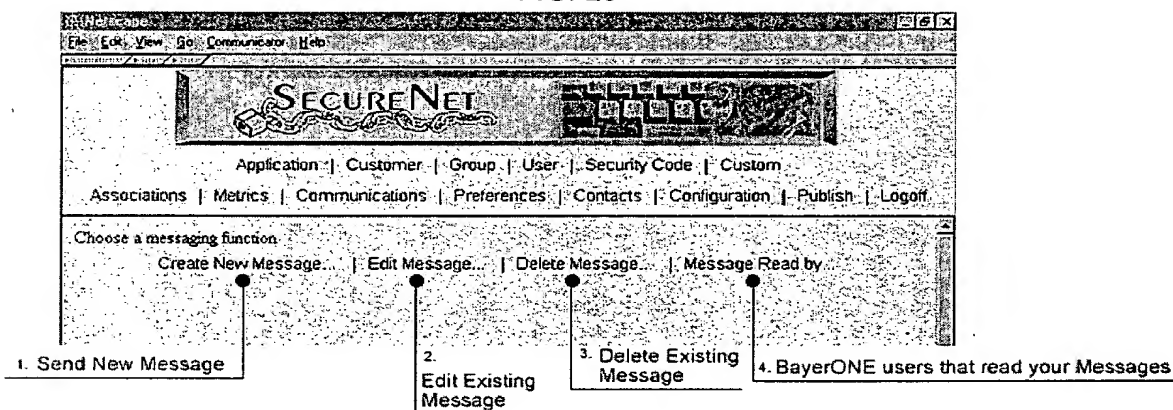 Netscape
File Edit View Go Communicator Help
SECURENET
Application | Customer | Group | User | Security Code | Custom
Associations | Metrics | Communications | Preferences | Contacts | Configuration | Publish | Logoff
Choose a messaging function
Create New Message... | Edit Message... | Delete Message... | Message Read by...
1. Send New Message
2.
Edit Existing
Message
3. Delete Existing
Message
4. BayerONE users that read your Messages